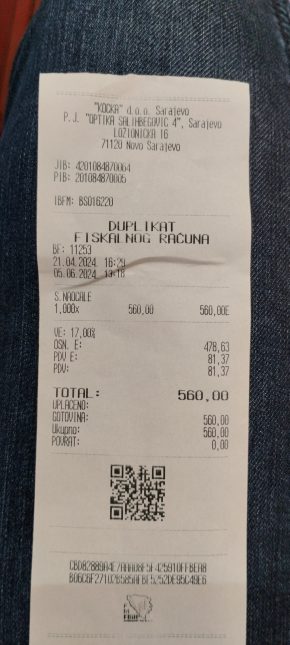 "KOCKA" d.o.o. Sarajevo
P.J. "OPTIKA SALIHBEGOVIC 4", Sarajevo
LOZIONICKA 16
71120 Novo Sarajevo
JIB: 4201084870064
PIB: 201084870005
IBFM: BS016220
DUPLIKAT
FISKALNOG RAČUNA
BF: 11253
21.04.2024. 16:29
05.06.2024. 13:18
S.NAOCALE
1,000x 560,00 560,00E
VE: 17,00%
OSN. E: 478,63
PDV E: 81,37
PDV: 81,37
TOTAL: 560,00
UPLAĆENO:
GOTOVINA: 560,00
Ukupno: 560,00
POVRAT: 0,00